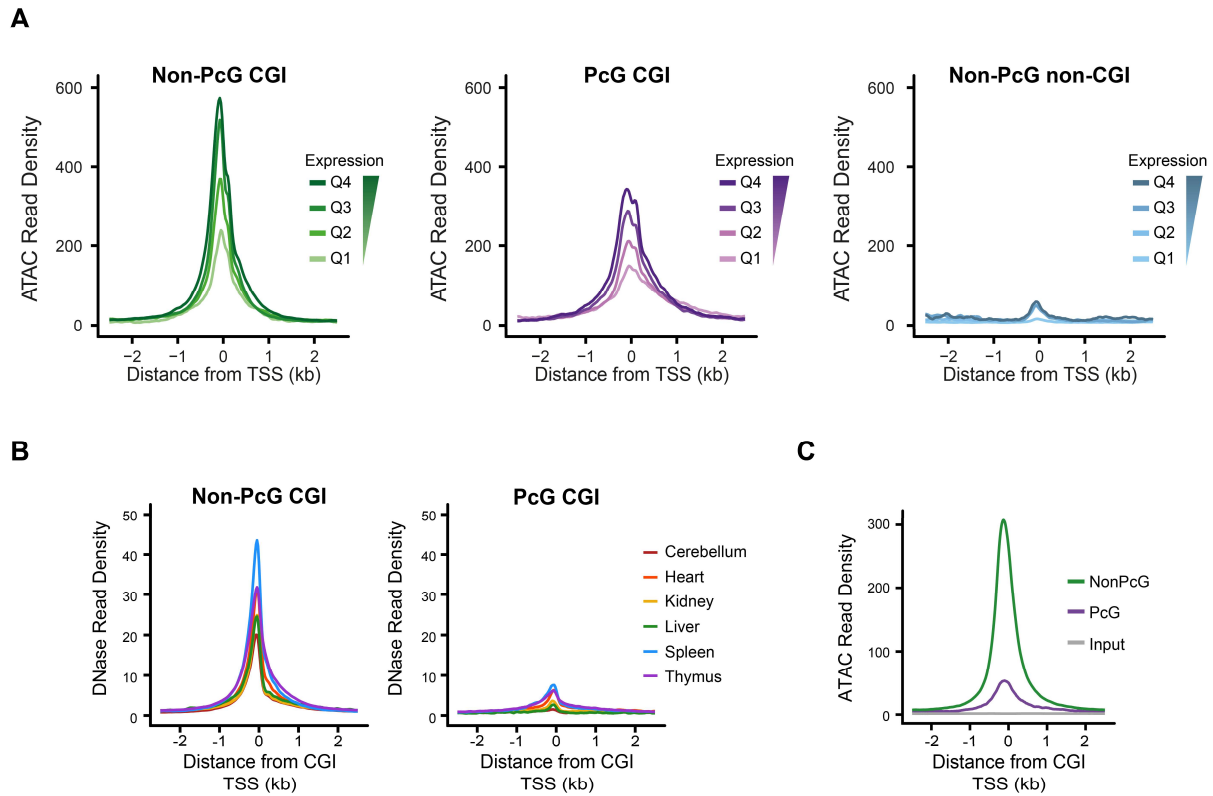 A
Non-PcG CGI
ATAC Read Density
600
400
200
0
−2 −1 0 1 2
Distance from TSS (kb)
Expression
Q4
Q3
Q2
Q1
PcG CGI
ATAC Read Density
600
400
200
0
−2 −1 0 1 2
Distance from TSS (kb)
Expression
Q4
Q3
Q2
Q1
Non-PcG non-CGI
ATAC Read Density
600
400
200
0
−2 −1 0 1 2
Distance from TSS (kb)
Expression
Q4
Q3
Q2
Q1
B
Non-PcG CGI
DNase Read Density
50
40
30
20
10
0
-2 -1 0 1 2
Distance from CGI
TSS (kb)
PcG CGI
DNase Read Density
50
40
30
20
10
0
-2 -1 0 1 2
Distance from CGI
TSS (kb)
Cerebellum
Heart
Kidney
Liver
Spleen
Thymus
C
ATAC Read Density
300
200
100
0
-2 -1 0 1 2
Distance from CGI
TSS (kb)
NonPcG
PcG
Input